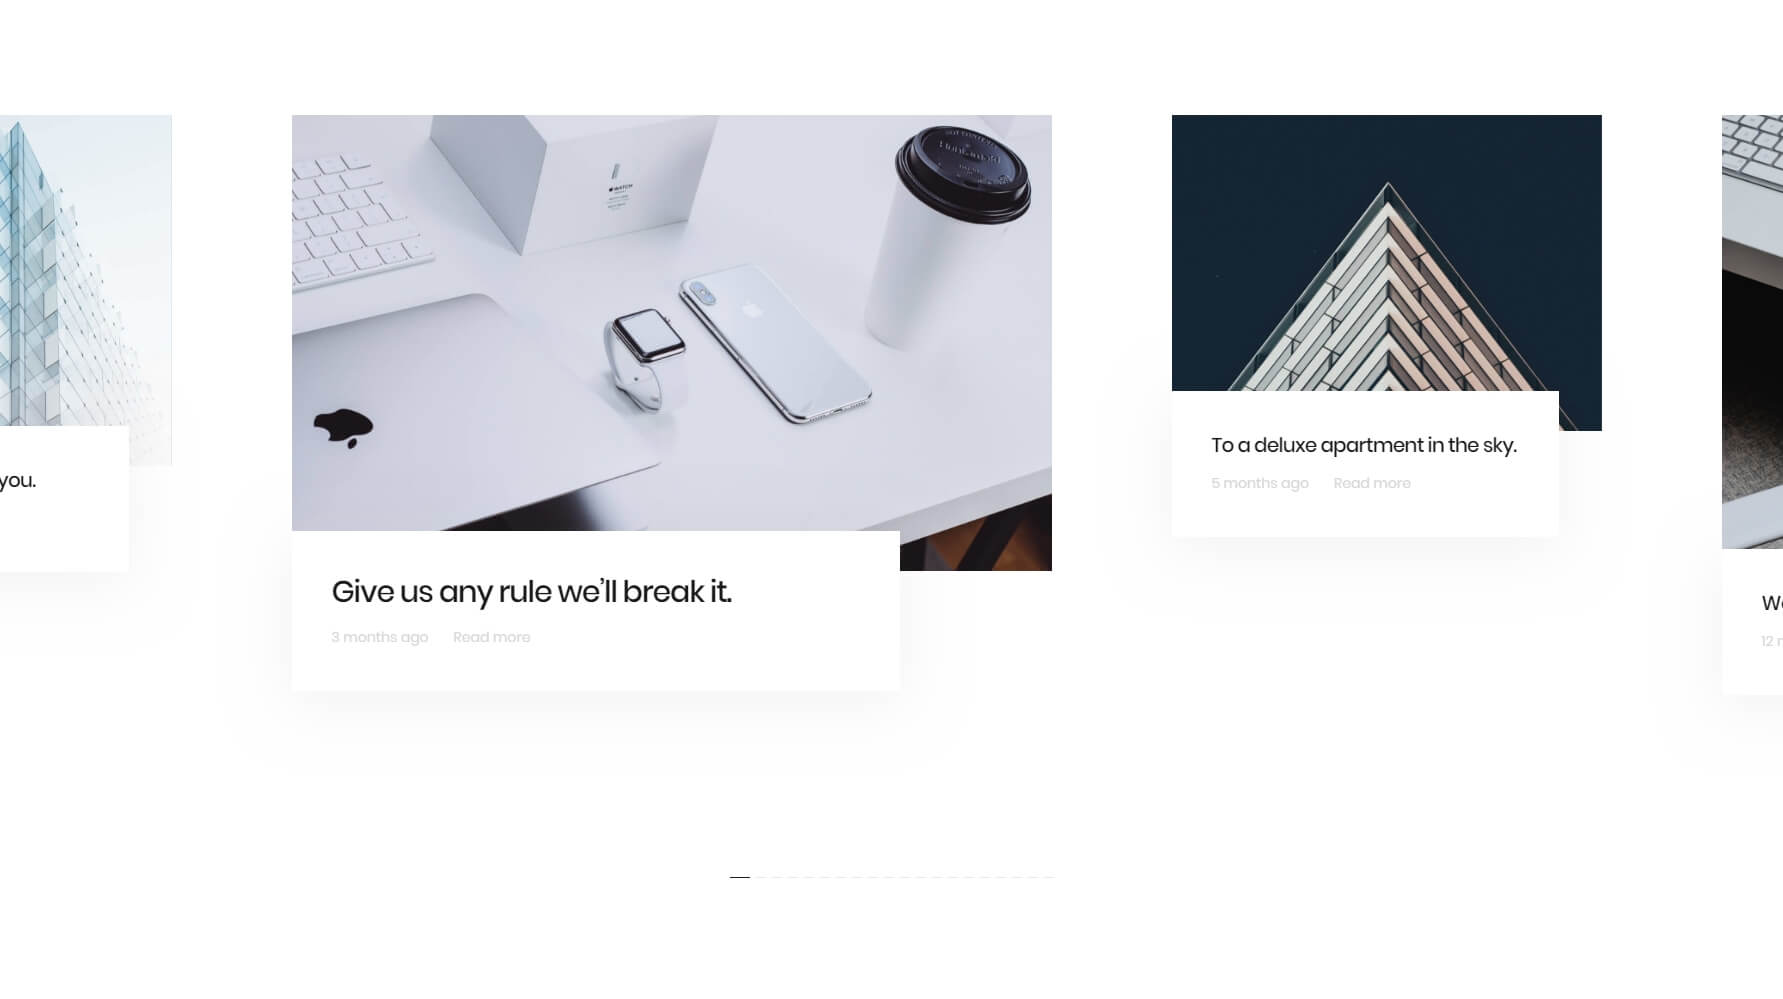 you.
WATCH
Give us any rule we’ll break it.
3 months ago Read more
To a deluxe apartment in the sky.
5 months ago Read more
12